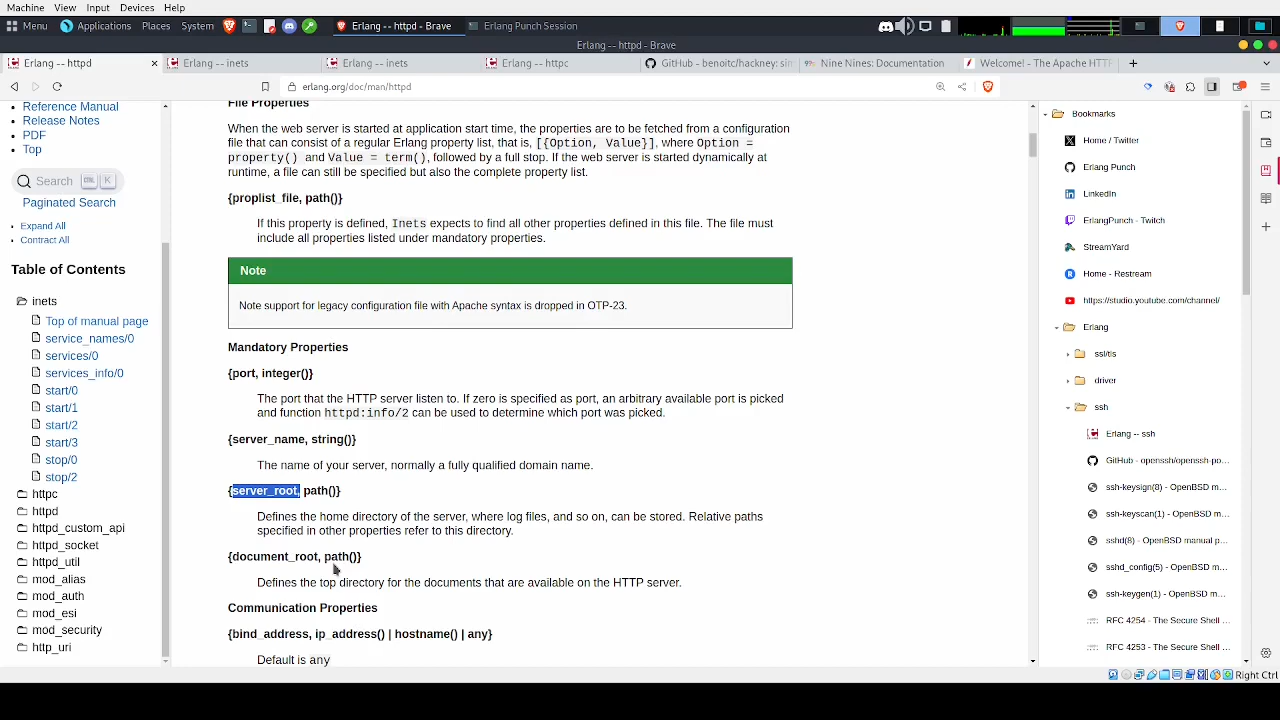 Machine View Input Devices Help
Menu Applications Places System Erlang -- httpd - Brave Erlang Punch Session
Erlang -- httpd - Brave
Erlang -- httpd Erlang -- inets Erlang -- inets Erlang -- httpc GitHub - benoitc/hackney: sim Nine Nines: Documentation Welcome! - The Apache HTTP
erlang.org/doc/man/httpd
Reference Manual
Release Notes
PDF
Top
Search Ctrl K
Paginated Search
Expand All
Contract All
Table of Contents
inets
Top of manual page
service_names/0
services/0
services_info/0
start/0
start/1
start/2
start/3
stop/0
stop/2
httpc
httpd
httpd_custom_api
httpd_socket
httpd_util
mod_alias
mod_auth
mod_esi
mod_security
http_uri
File Properties
When the web server is started at application start time, the properties are to be fetched from a configuration
file that can consist of a regular Erlang property list, that is, [{Option, Value}], where Option =
property() and Value = term(), followed by a full stop. If the web server is started dynamically at
runtime, a file can still be specified but also the complete property list.
{proplist_file, path()}
If this property is defined, Inets expects to find all other properties defined in this file. The file must
include all properties listed under mandatory properties.
Note
Note support for legacy configuration file with Apache syntax is dropped in OTP-23.
Mandatory Properties
{port, integer()}
The port that the HTTP server listen to. If zero is specified as port, an arbitrary available port is picked
and function httpd:info/2 can be used to determine which port was picked.
{server_name, string()}
The name of your server, normally a fully qualified domain name.
{server_root, path()}
Defines the home directory of the server, where log files, and so on, can be stored. Relative paths
specified in other properties refer to this directory.
{document_root, path()}
Defines the top directory for the documents that are available on the HTTP server.
Communication Properties
{bind_address, ip_address() | hostname() | any}
Default is any
Bookmarks
Home / Twitter
Erlang Punch
LinkedIn
ErlangPunch - Twitch
StreamYard
Home - Restream
https://studio.youtube.com/channel/
Erlang
ssl/tls
driver
ssh
Erlang -- ssh
GitHub - openssh/openssh-po...
ssh-keysign(8) - OpenBSD m...
ssh-keyscan(1) - OpenBSD m...
sshd(8) - OpenBSD manual p...
sshd_config(5) - OpenBSD m...
ssh-keygen(1) - OpenBSD m...
RFC 4254 - The Secure Shell ...
RFC 4253 - The Secure Shell ...
Right Ctrl